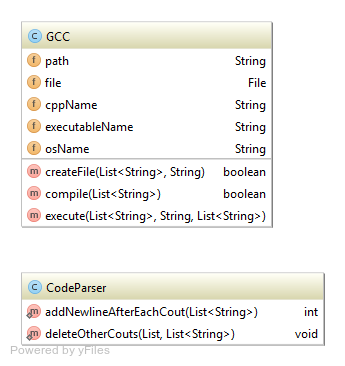 C GCC
f path String
f file File
f cppName String
f executableName String
f osName String
m createFile(List<String>, String) boolean
m compile(List<String>) boolean
m execute(List<String>, String, List<String>)
C CodeParser
m addNewlineAfterEachCout(List<String>) int
m deleteOtherCouts(List, List<String>) void
Powered by yFiles